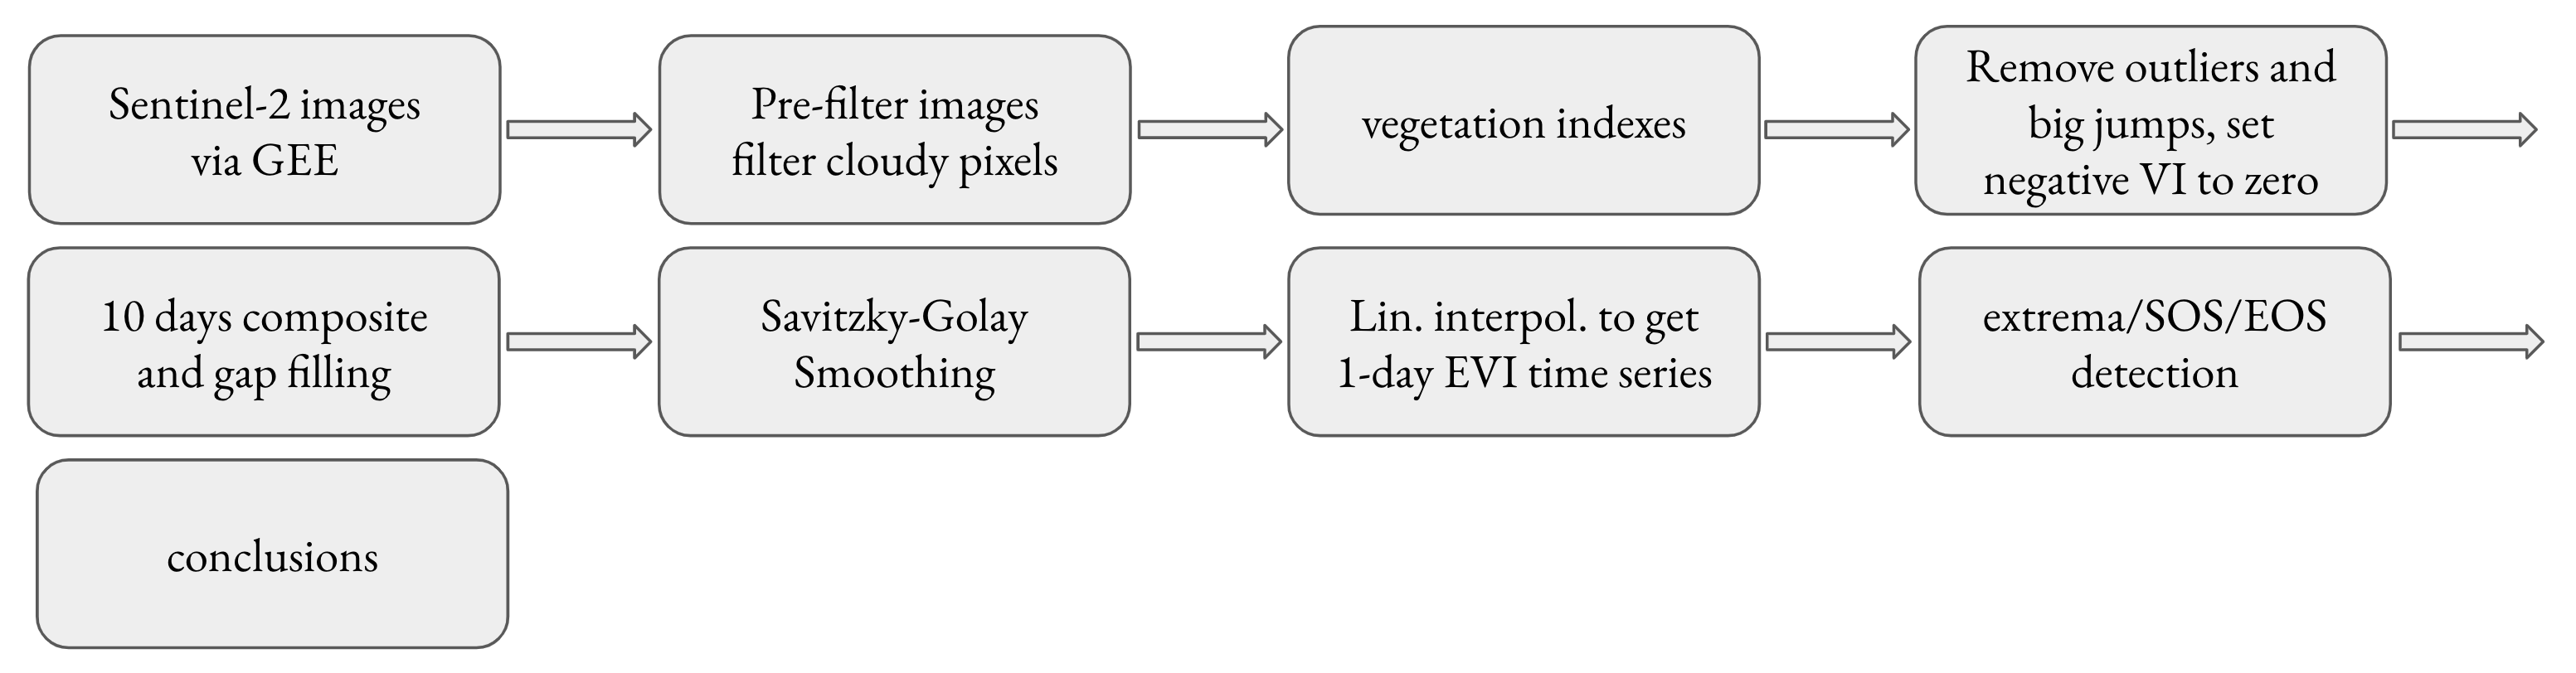 Sentinel-2 images
via GEE
Pre-filter images
filter cloudy pixels
vegetation indexes
Remove outliers and
big jumps, set
negative VI to zero
10 days composite
and gap filling
Savitzky-Golay
Smoothing
Lin. interpol. to get
1-day EVI time series
extrema/SOS/EOS
detection
conclusions